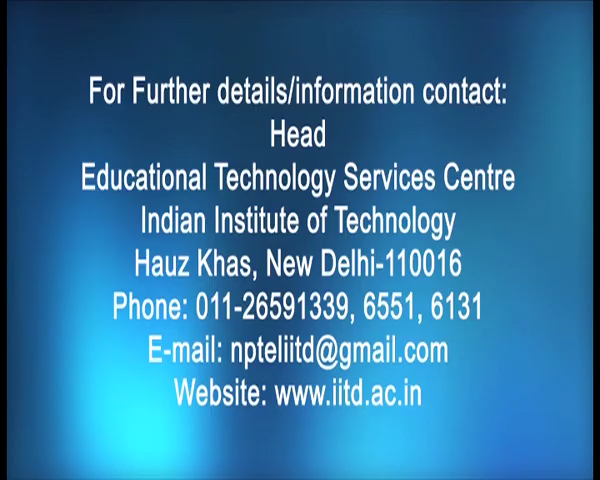 For Further details/information contact:
Head
Educational Technology Services Centre
Indian Institute of Technology
Hauz Khas, New Delhi-110016
Phone: 011-26591339, 6551, 6131
E-mail: npteliitd@gmail.com
Website: www.iitd.ac.in